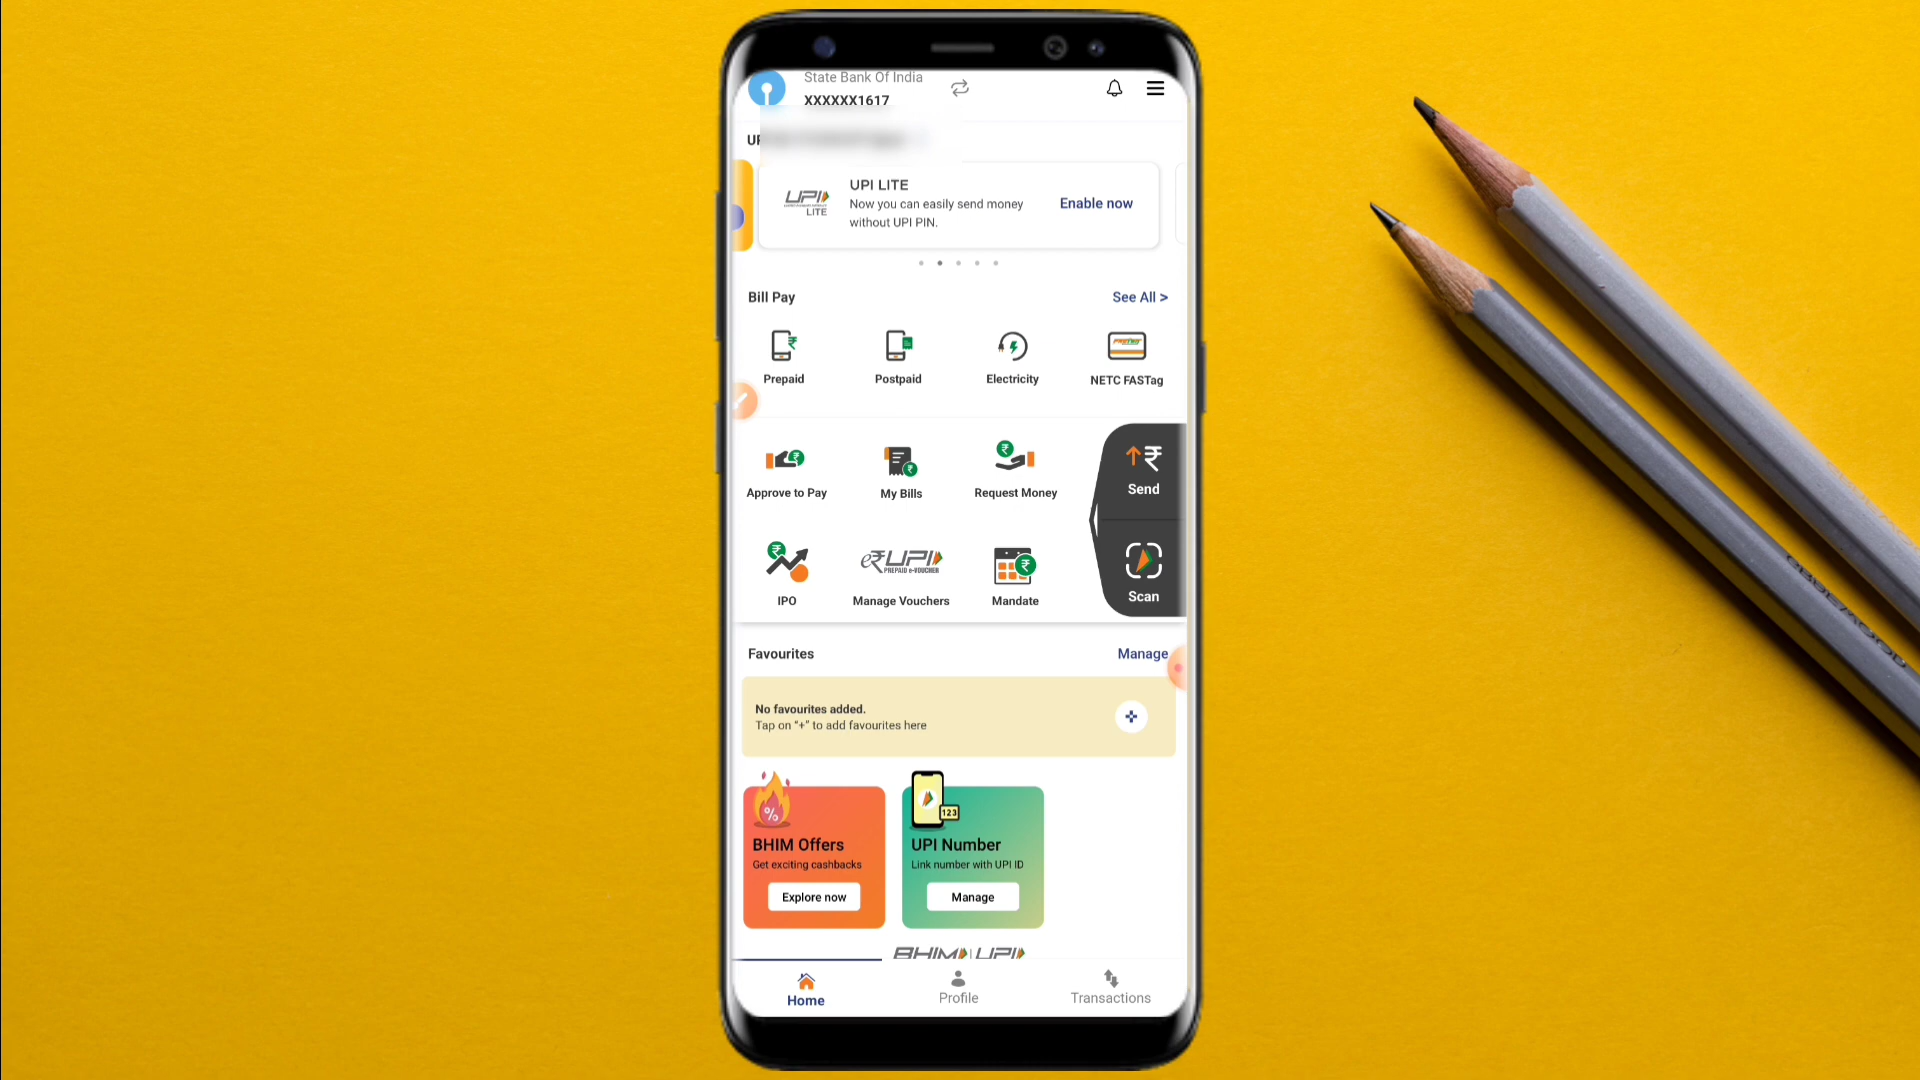 State Bank Of India
XXXXXX1617
UPI LITE
Now you can easily send money
without UPI PIN.
Enable now
UPI
LITE
Bill Pay
See All >
Prepaid
Postpaid
Electricity
NETC FASTag
Approve to Pay
My Bills
Request Money
Send
e₹UPI
PREPAID e-VOUCHER
IPO
Manage Vouchers
Mandate
Scan
Favourites
Manage
No favourites added.
Tap on "+" to add favourites here
%
123
BHIM Offers
Get exciting cashbacks
Explore now
UPI Number
Link number with UPI ID
Manage
BHIM UPI
Home
Profile
Transactions